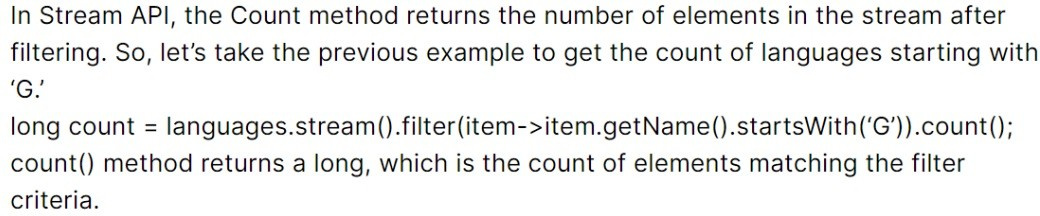 In Stream API, the Count method returns the number of elements in the stream after
filtering. So, let’s take the previous example to get the count of languages starting with
‘G.’
long count = languages.stream().filter(item->item.getName().startsWith(‘G’)).count();
count() method returns a long, which is the count of elements matching the filter
criteria.